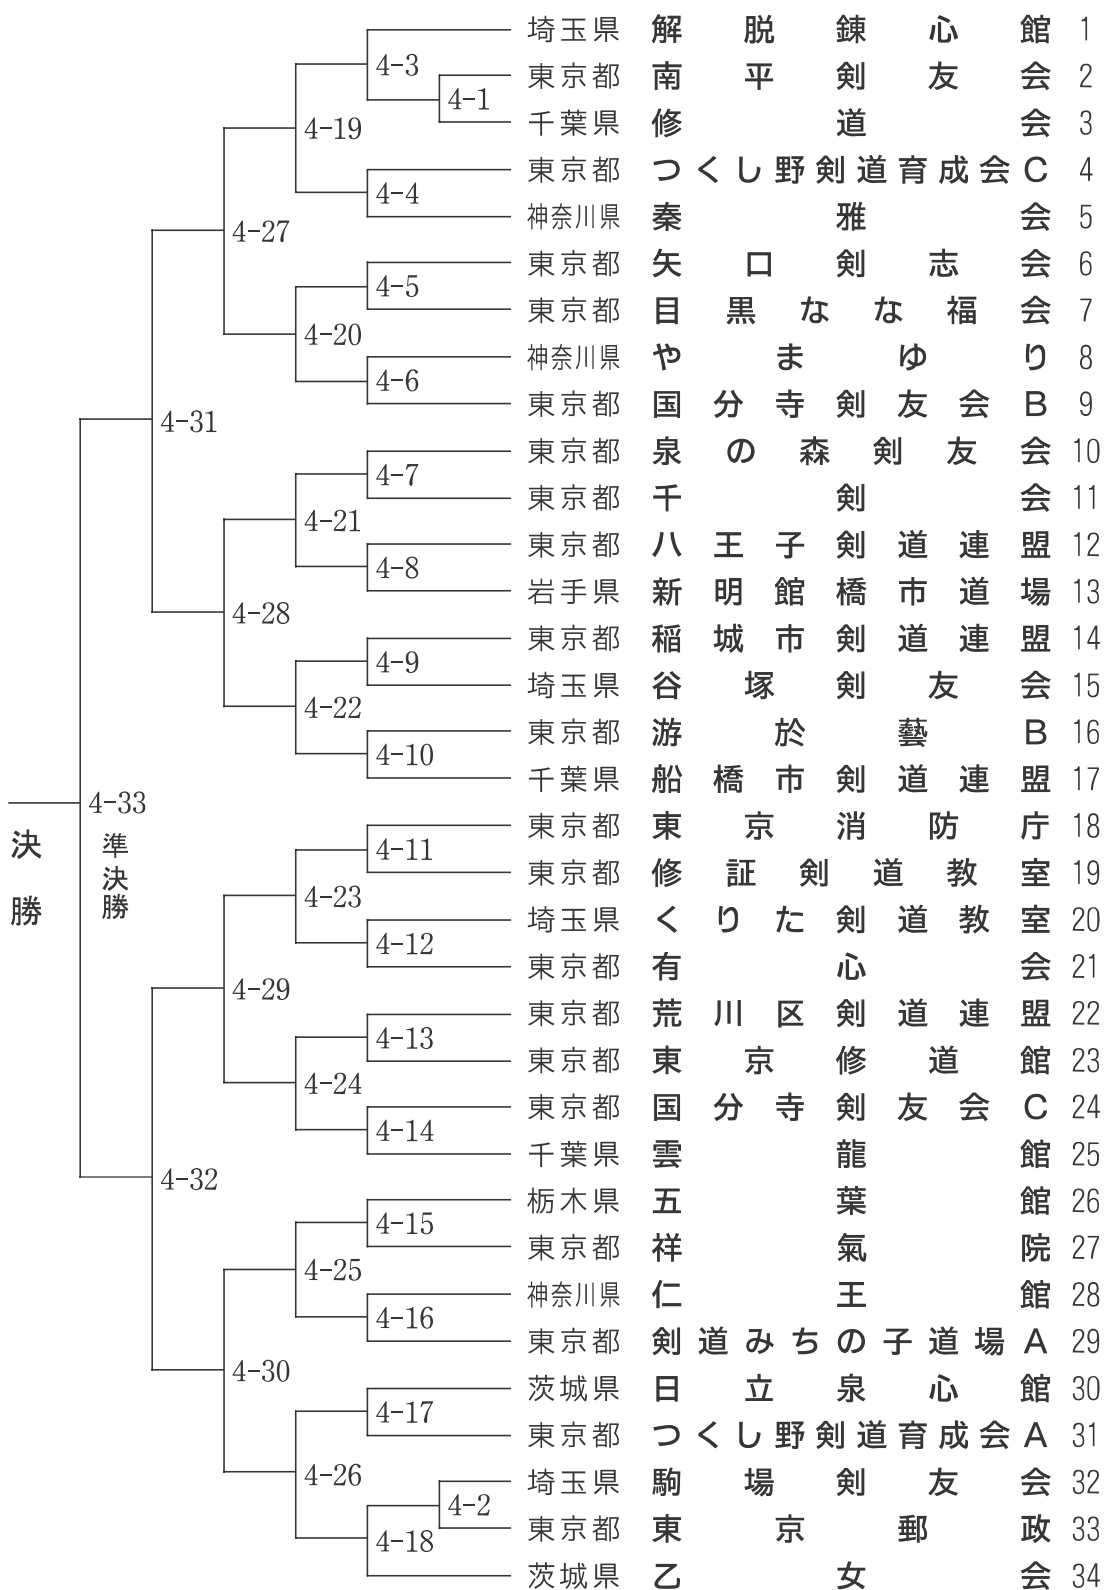 埼玉県 解脱錬心館 1
4-3
東京都 南平剣友会 2
4-1
千葉県 修道会 3
4-19
東京都 つくし野剣道育成会C 4
4-4
神奈川県 秦雅会 5
4-27
東京都 矢口剣志会 6
4-5
東京都 目黒なな福会 7
4-20
神奈川県 やまゆり 8
4-6
東京都 国分寺剣友会B 9
4-31
東京都 泉の森剣友会 10
4-7
東京都 千剣会 11
4-21
東京都 八王子剣道連盟 12
4-8
岩手県 新明館橋市道場 13
4-28
東京都 稲城市剣道連盟 14
4-9
埼玉県 谷塚剣友会 15
4-22
東京都 游於藝B 16
4-10
千葉県 船橋市剣道連盟 17
4-33
準決勝
決勝
東京都 東京消防庁 18
4-11
東京都 修証剣道教室 19
4-23
埼玉県 くりた剣道教室 20
4-12
東京都 有心会 21
4-29
東京都 荒川区剣道連盟 22
4-13
東京都 東京修道館 23
4-24
東京都 国分寺剣友会C 24
4-14
千葉県 雲龍館 25
4-32
栃木県 五葉館 26
4-15
東京都 祥氣院 27
4-25
神奈川県 仁王館 28
4-16
東京都 剣道みちの子道場A 29
4-30
茨城県 日立泉心館 30
4-17
東京都 つくし野剣道育成会A 31
4-26
埼玉県 駒場剣友会 32
4-2
東京都 東京郵政 33
4-18
茨城県 乙女会 34